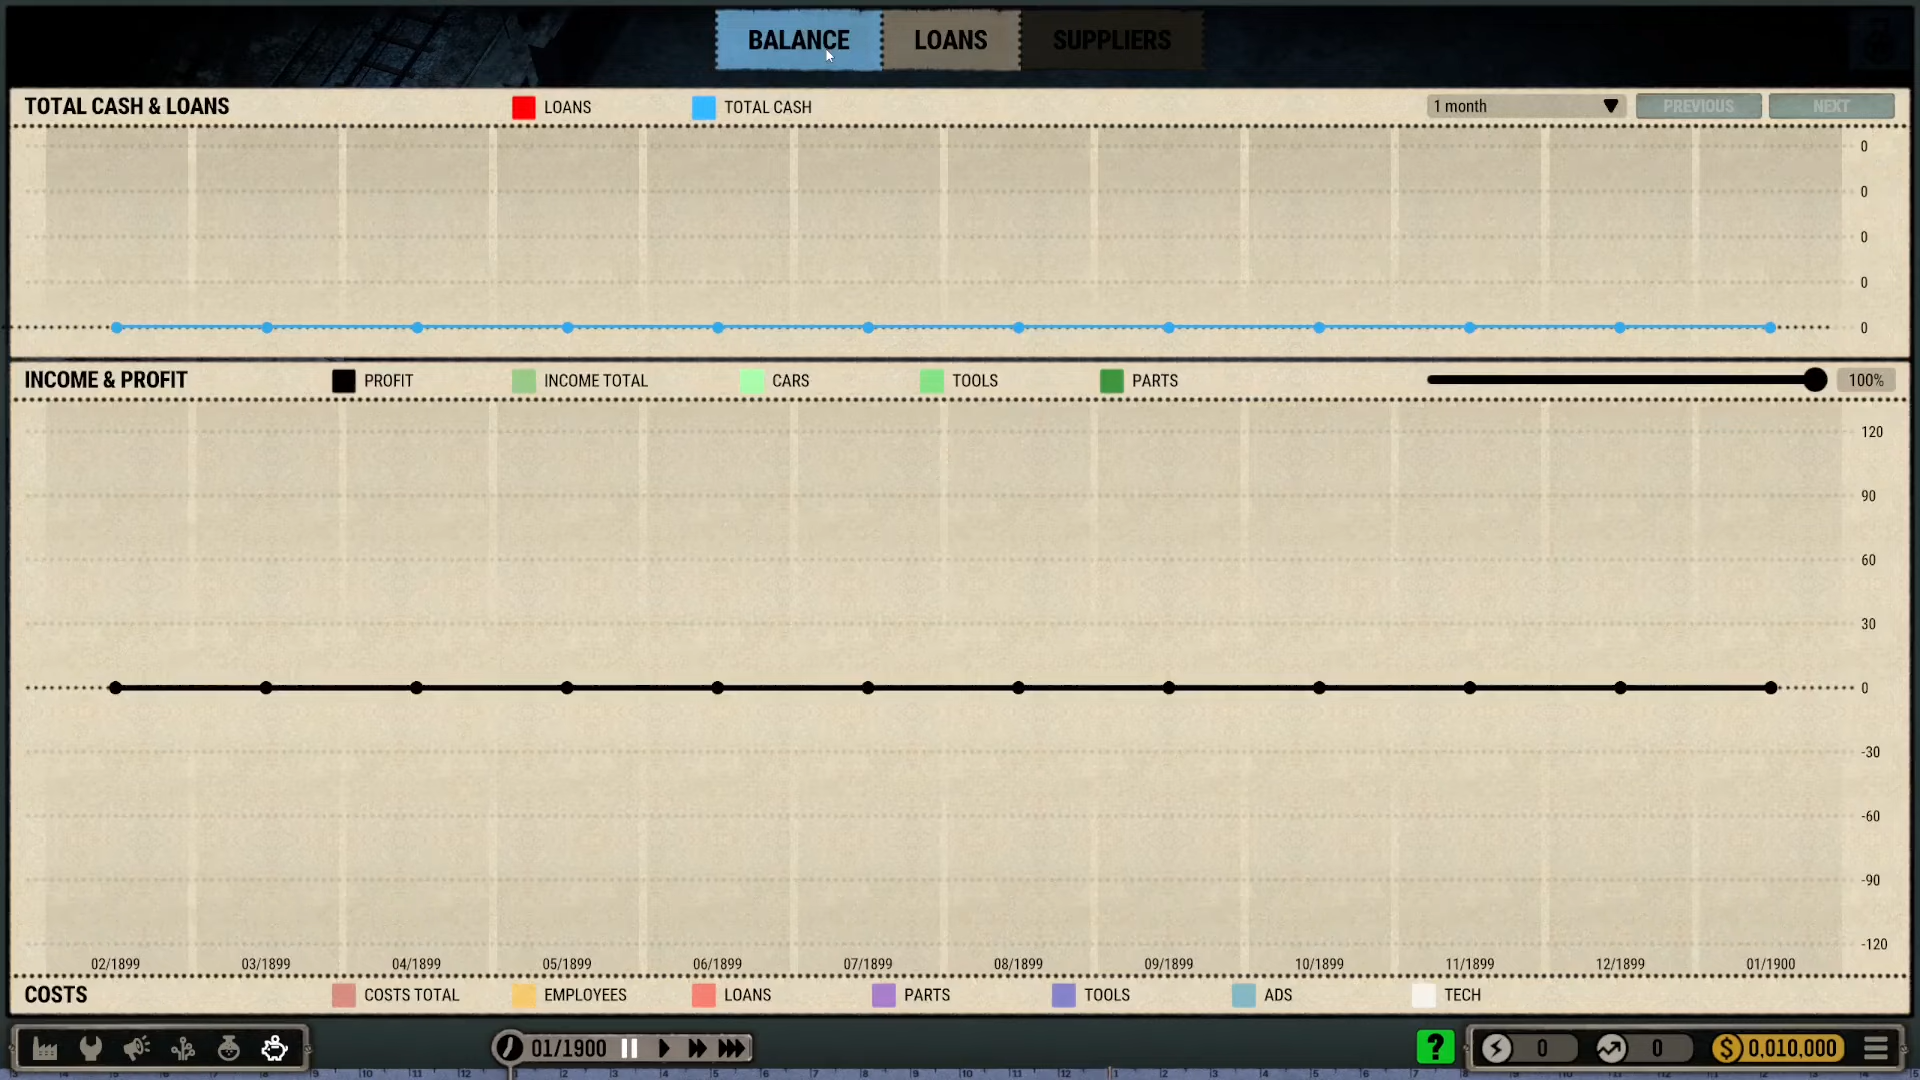 BALANCE LOANS SUPPLIERS
TOTAL CASH & LOANS LOANS TOTAL CASH 1 month PREVIOUS NEXT
0
0
0
0
0
INCOME & PROFIT PROFIT INCOME TOTAL CARS TOOLS PARTS 100%
120
90
60
30
0
-30
-60
-90
-120
02/1899 03/1899 04/1899 05/1899 06/1899 07/1899 08/1899 09/1899 10/1899 11/1899 12/1899 01/1900
COSTS COSTS TOTAL EMPLOYEES LOANS PARTS TOOLS ADS TECH
01/1900 ? 0 0 $ 0,010,000